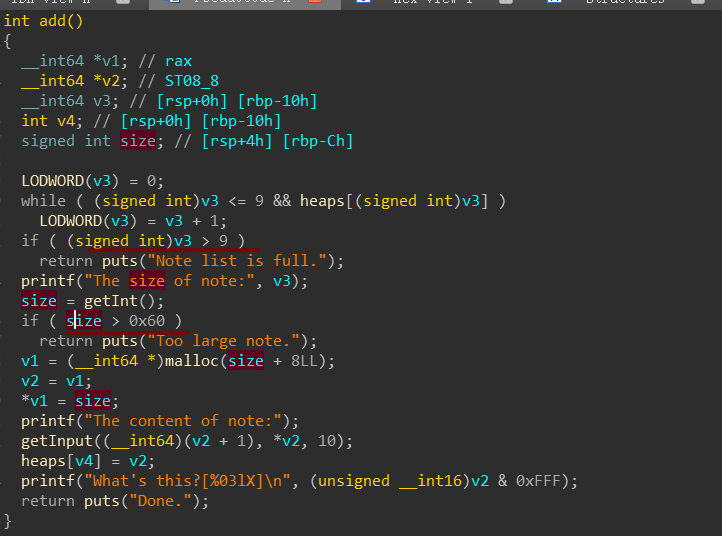 int add()
{
  __int64 *v1; // rax
  __int64 *v2; // ST08_8
  __int64 v3; // [rsp+0h] [rbp-10h]
  int v4; // [rsp+0h] [rbp-10h]
  signed int size; // [rsp+4h] [rbp-Ch]

  LODWORD(v3) = 0;
  while ( (signed int)v3 <= 9 && heaps[(signed int)v3] )
    LODWORD(v3) = v3 + 1;
  if ( (signed int)v3 > 9 )
    return puts("Note list is full.");
  printf("The size of note:", v3);
  size = getInt();
  if ( size > 0x60 )
    return puts("Too large note.");
  v1 = (__int64 *)malloc(size + 8LL);
  v2 = v1;
  *v1 = size;
  printf("The content of note:");
  getInput((__int64)(v2 + 1), *v2, 10);
  heaps[v4] = v2;
  printf("What's this?[%03lX]\n", (unsigned __int16)v2 & 0xFFF);
  return puts("Done.");
}